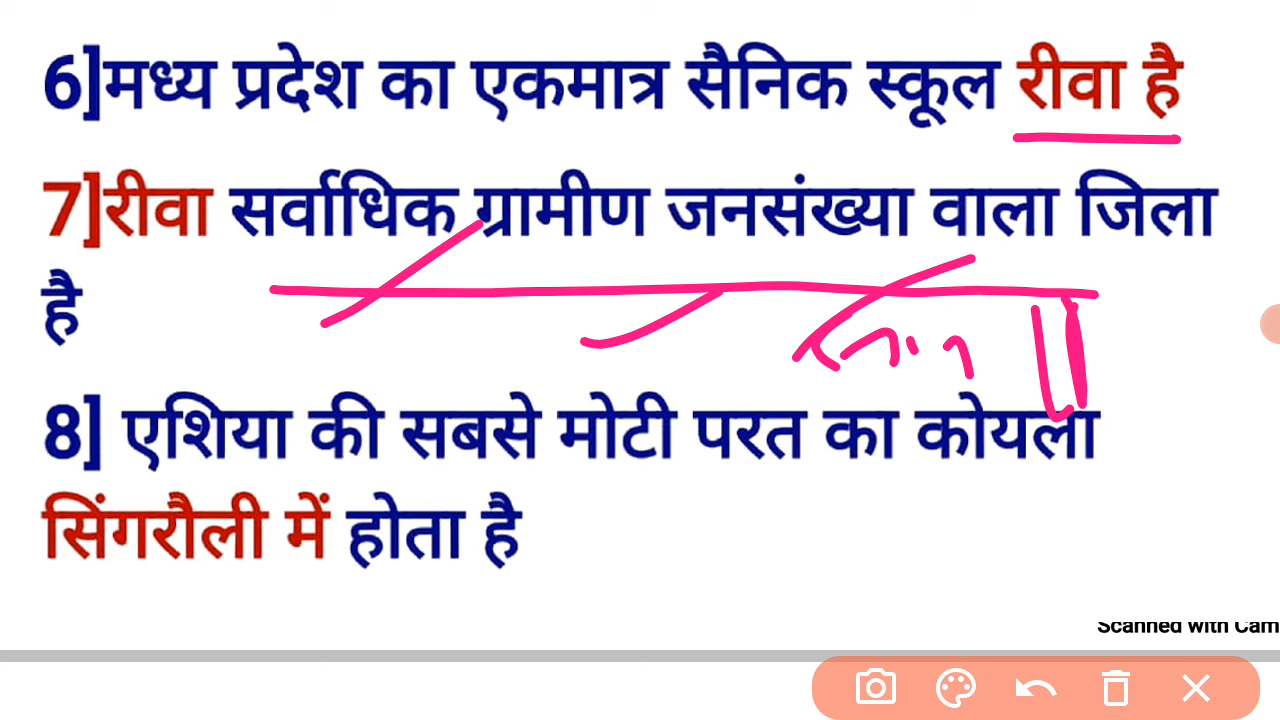 6]मध्य प्रदेश का एकमात्र सैनिक स्कूल रीवा है
7]रीवा सर्वाधिक ग्रामीण जनसंख्या वाला जिला
है
8] एशिया की सबसे मोटी परत का कोयला
सिंगरौली में होता है
Scanned with Cam